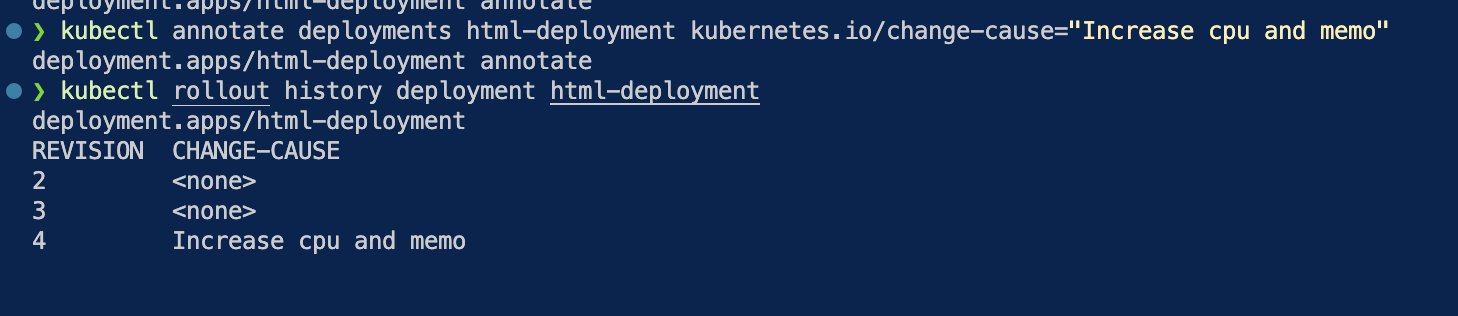 deployment.apps/html-deployment annotate
❯ kubectl annotate deployments html-deployment kubernetes.io/change-cause="Increase cpu and memo"
deployment.apps/html-deployment annotate
❯ kubectl rollout history deployment html-deployment
deployment.apps/html-deployment
REVISION  CHANGE-CAUSE
2         <none>
3         <none>
4         Increase cpu and memo